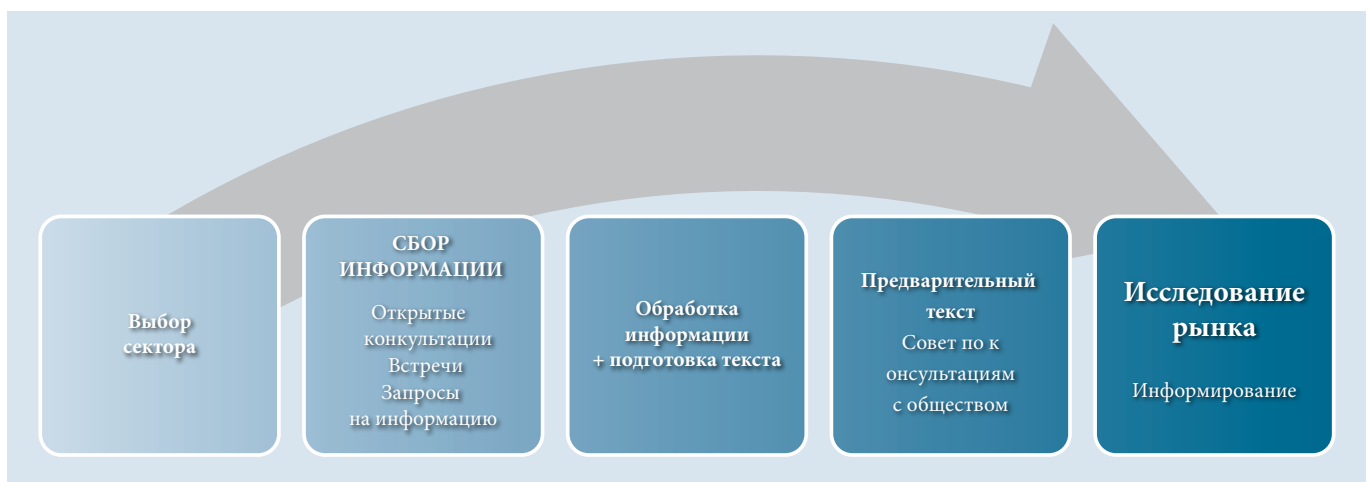 Выбор
сектора
СБОР
ИНФОРМАЦИИ
Открытые
конкультации
Встречи
Запросы
на информацию
Обработка
информации
+ подготовка текста
Предварительный
текст
Совет по к
онсультациям
с обществом
Исследование
рынка
Информирование